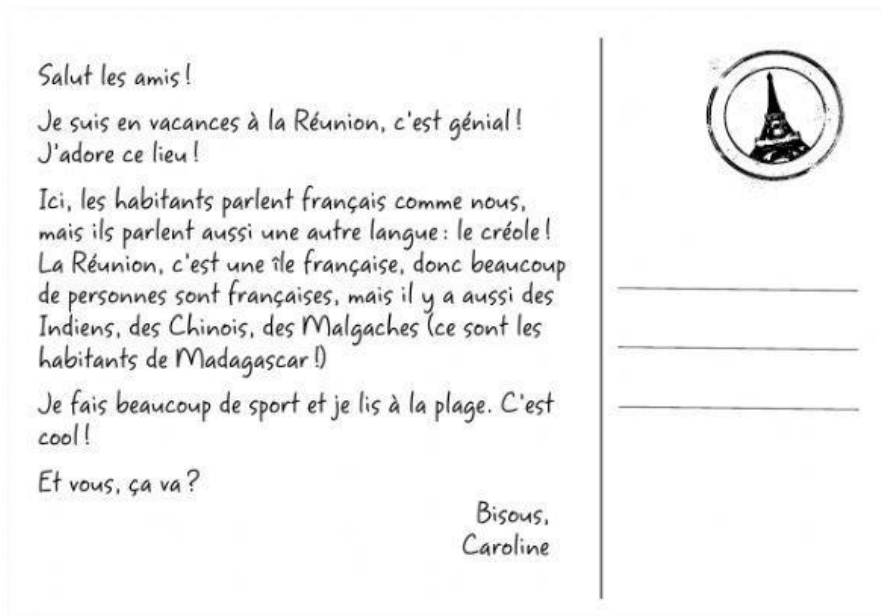 Salut les amis !
Je suis en vacances à la Réunion, c'est génial !
J'adore ce lieu !
Ici, les habitants parlent français comme nous,
mais ils parlent aussi une autre langue : le créole !
La Réunion, c'est une île française, donc beaucoup
de personnes sont françaises, mais il y a aussi des
Indiens, des Chinois, des Malgaches (ce sont les
habitants de Madagascar !)
Je fais beaucoup de sport et je lis à la plage. C'est
cool !
Et vous, ça va ?
Bisous,
Caroline